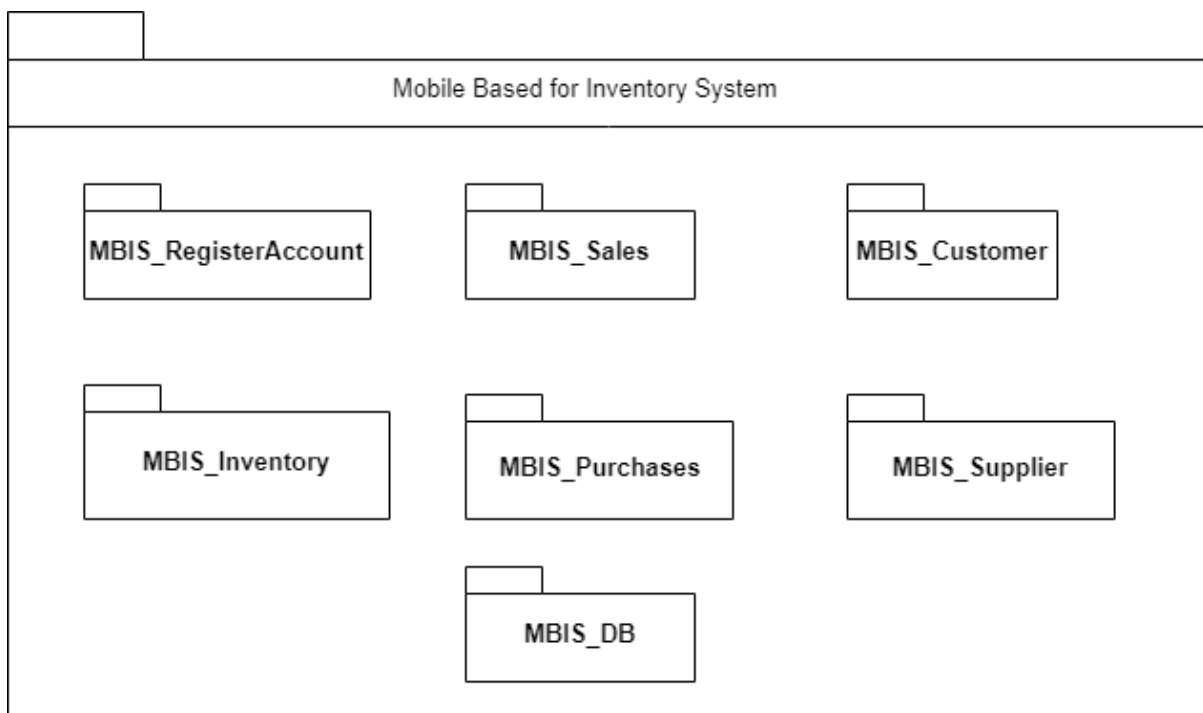 Mobile Based for Inventory System
MBIS_RegisterAccount
MBIS_Sales
MBIS_Customer
MBIS_Inventory
MBIS_Purchases
MBIS_Supplier
MBIS_DB